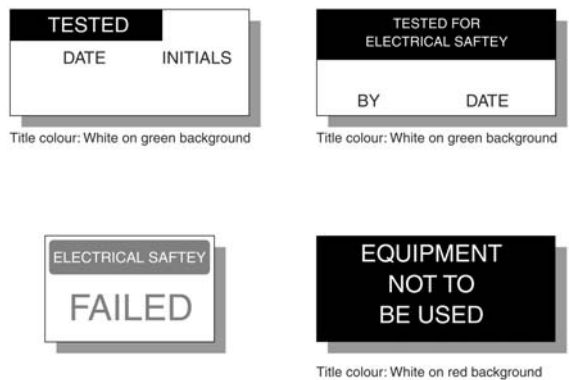 TESTED
DATE INITIALS
Title colour: White on green background
TESTED FOR
ELECTRICAL SAFTEY
BY DATE
Title colour: White on green background
ELECTRICAL SAFTEY
FAILED
EQUIPMENT
NOT TO
BE USED
Title colour: White on red background